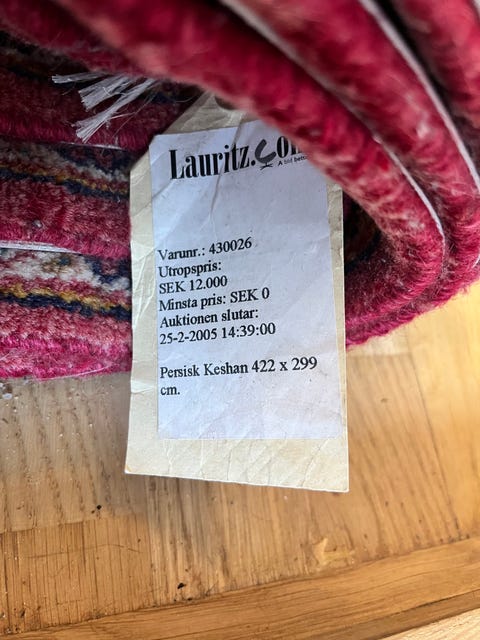 Lauritz.com
Varunr.: 430026
Utropspris:
SEK 12.000
Minsta pris: SEK 0
Auktionen slutar:
25-2-2005 14:39:00
Persisk Keshan 422 x 299
cm.